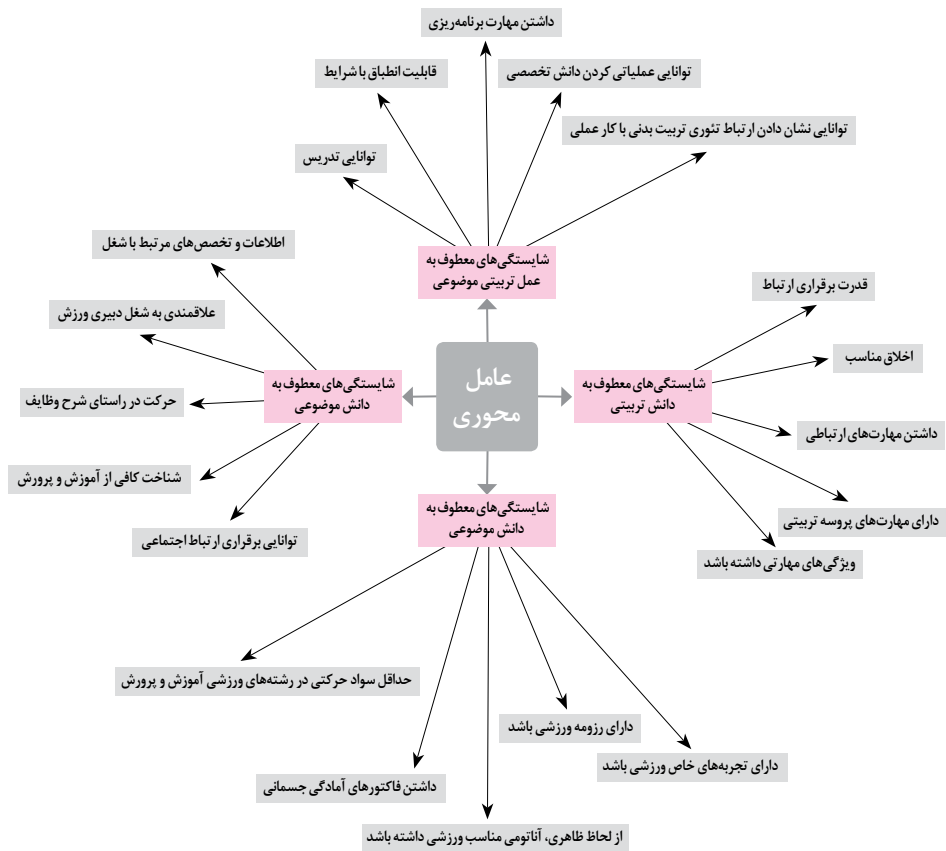 داشتن مهارت برنامه‌ریزی
قابلیت انطباق با شرایط
توانایی عملیاتی کردن دانش تخصصی
توانایی نشان دادن ارتباط تئوری تربیت بدنی با کار عملی
توانایی تدریس
شایستگی‌های معطوف به
عمل تربیتی موضوعی
اطلاعات و تخصص‌های مرتبط با شغل
علاقمندی به شغل دبیری ورزش
حرکت در راستای شرح وظایف
شناخت کافی از آموزش و پرورش
توانایی برقراری ارتباط اجتماعی
شایستگی‌های معطوف به
دانش موضوعی
عامل
محوری
شایستگی‌های معطوف به
دانش تربیتی
قدرت برقراری ارتباط
اخلاق مناسب
داشتن مهارت‌های ارتباطی
دارای مهارت‌های پروسه تربیتی
ویژگی‌های مهارتی داشته باشد
شایستگی‌های معطوف به
دانش موضوعی
حداقل سواد حرکتی در رشته‌های ورزشی آموزش و پرورش
دارای رزومه ورزشی باشد
دارای تجربه‌های خاص ورزشی باشد
داشتن فاکتورهای آمادگی جسمانی
از لحاظ ظاهری، آناتومی مناسب ورزشی داشته باشد